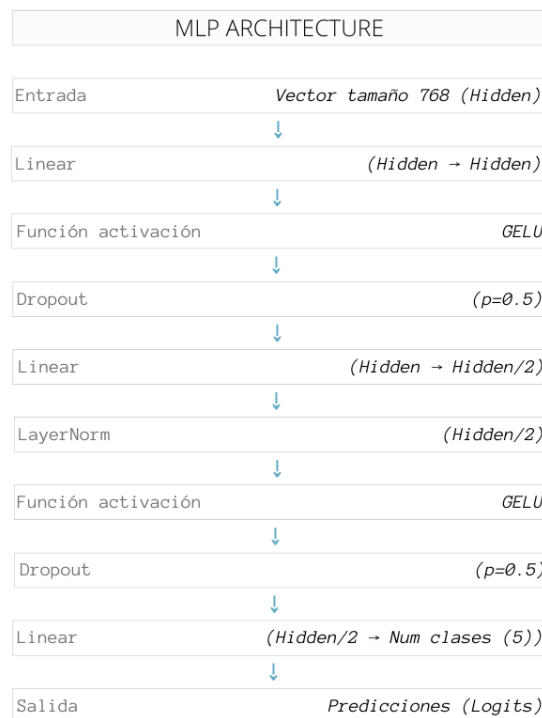 MLP ARCHITECTURE
Entrada Vector tamaño 768 (Hidden)
↓
Linear (Hidden → Hidden)
↓
Función activación GELU
↓
Dropout (p=0.5)
↓
Linear (Hidden → Hidden/2)
↓
LayerNorm (Hidden/2)
↓
Función activación GELU
↓
Dropout (p=0.5)
↓
Linear (Hidden/2 → Num clases (5))
↓
Salida Predicciones (Logits)